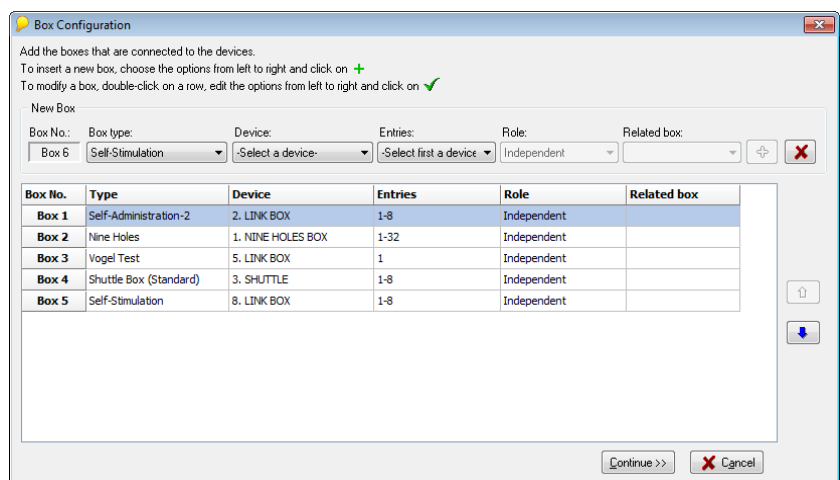 Box Configuration
Add the boxes that are connected to the devices.
To insert a new box, choose the options from left to right and click on
To modify a box, double-click on a row, edit the options from left to right and click on
New Box
Box No.: Box type: Device: Entries: Role: Related box:
Box 6 Self-Stimulation -Select a device- -Select first a device Independent
Box No. Type Device Entries Role Related box
Box 1 Self-Administration-2 2. LINK BOX 1-8 Independent
Box 2 Nine Holes 1. NINE HOLES BOX 1-32 Independent
Box 3 Vogel Test 5. LINK BOX 1 Independent
Box 4 Shuttle Box (Standard) 3. SHUTTLE 1-8 Independent
Box 5 Self-Stimulation 8. LINK BOX 1-8 Independent
Continue >> Cancel